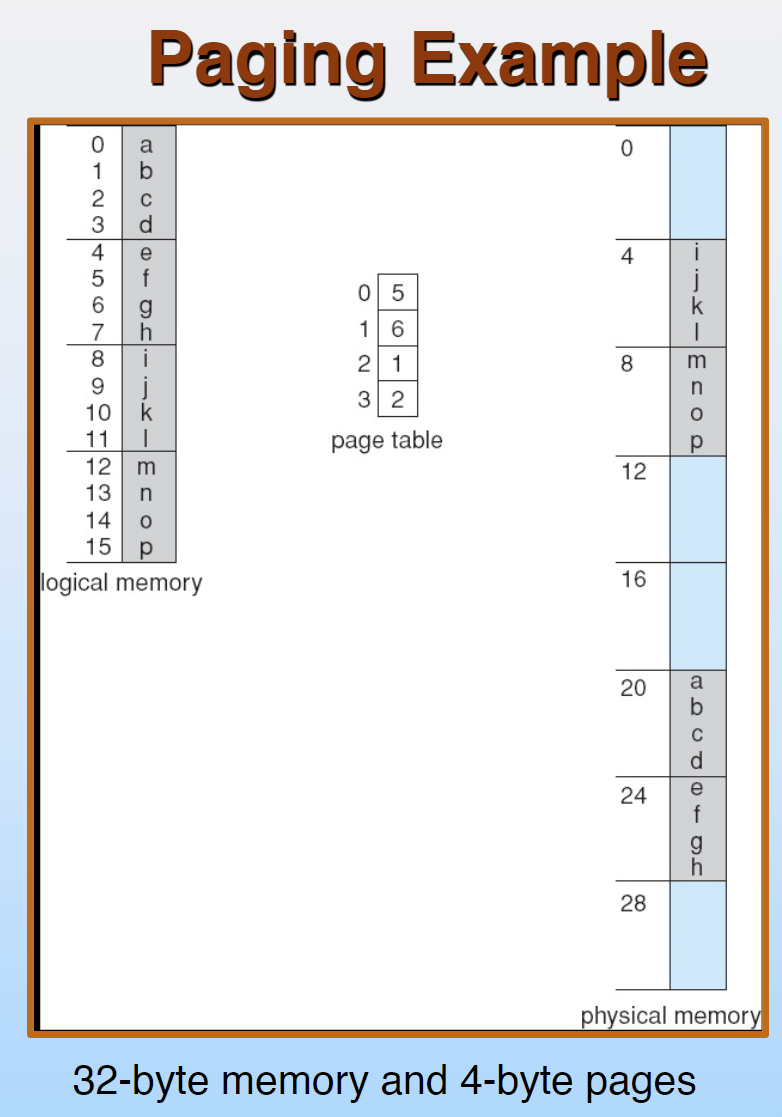 Paging Example
0 a
1 b
2 c
3 d
4 e
5 f
6 g
7 h
8 i
9 j
10 k
11 l
12 m
13 n
14 o
15 p
logical memory
0 5
1 6
2 1
3 2
page table
0
4 i
j
k
l
8 m
n
o
p
12
16
20 a
b
c
d
24 e
f
g
h
28
physical memory
32-byte memory and 4-byte pages